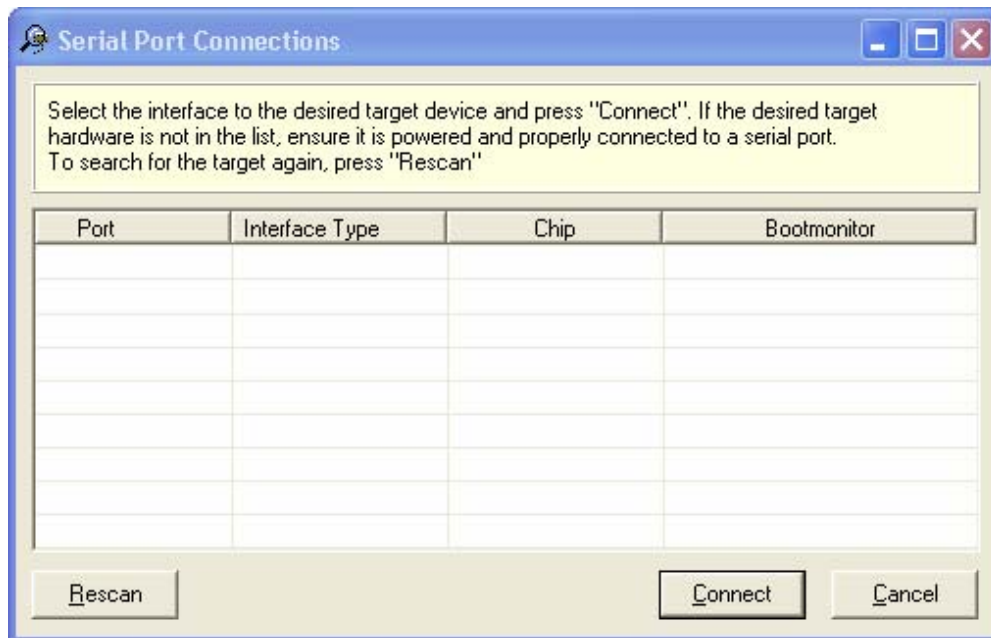 Serial Port Connections
Select the interface to the desired target device and press "Connect". If the desired target
hardware is not in the list, ensure it is powered and properly connected to a serial port.
To search for the target again, press "Rescan"
Port Interface Type Chip Bootmonitor
Rescan Connect Cancel